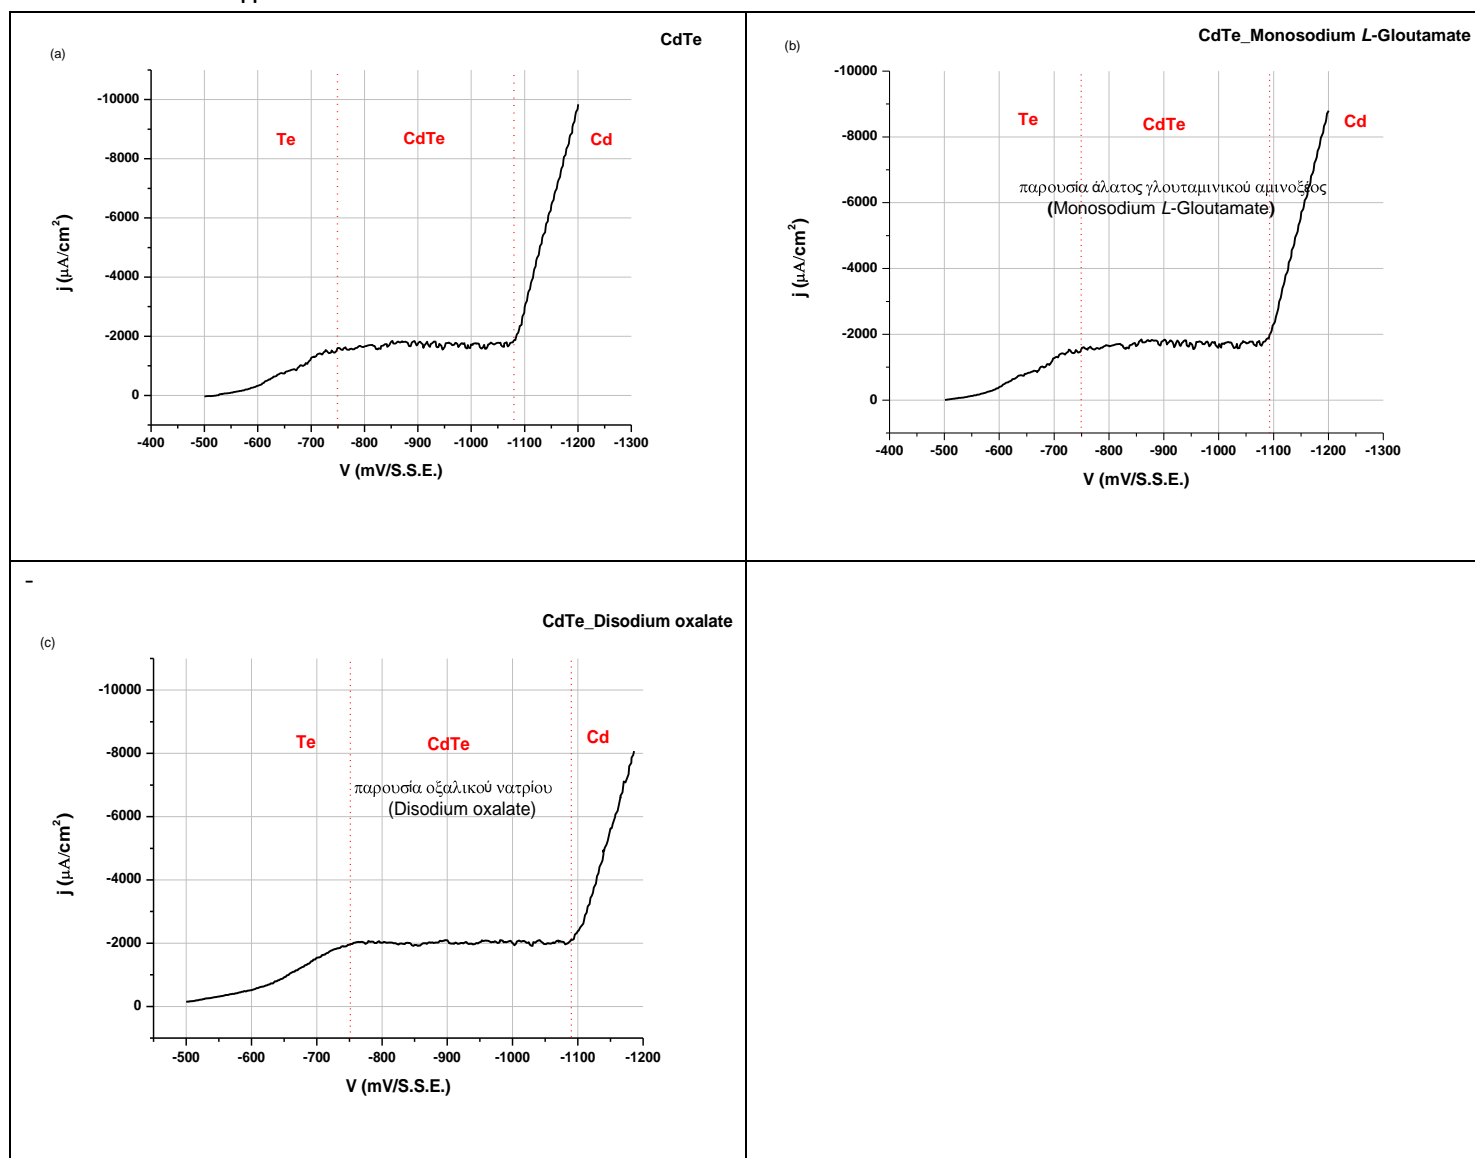 (a)
CdTe
-10000
-8000
-6000
-4000
-2000
0
j (μA/cm²)
Te
CdTe
Cd
-400 -500 -600 -700 -800 -900 -1000 -1100 -1200 -1300
V (mV/S.S.E.)
(b)
CdTe_Monosodium L-Gloutamate
-10000
-8000
-6000
-4000
-2000
0
j (μA/cm²)
Te
CdTe
Cd
παρουσία άλατος γλουταμινικού αμινοξέος
(Monosodium L-Gloutamate)
-400 -500 -600 -700 -800 -900 -1000 -1100 -1200 -1300
V (mV/S.S.E.)
-
CdTe_Disodium oxalate
(c)
-10000
-8000
-6000
-4000
-2000
0
j (μA/cm²)
Te
CdTe
Cd
παρουσία οξαλικού νατρίου
(Disodium oxalate)
-500 -600 -700 -800 -900 -1000 -1100 -1200
V (mV/S.S.E.)